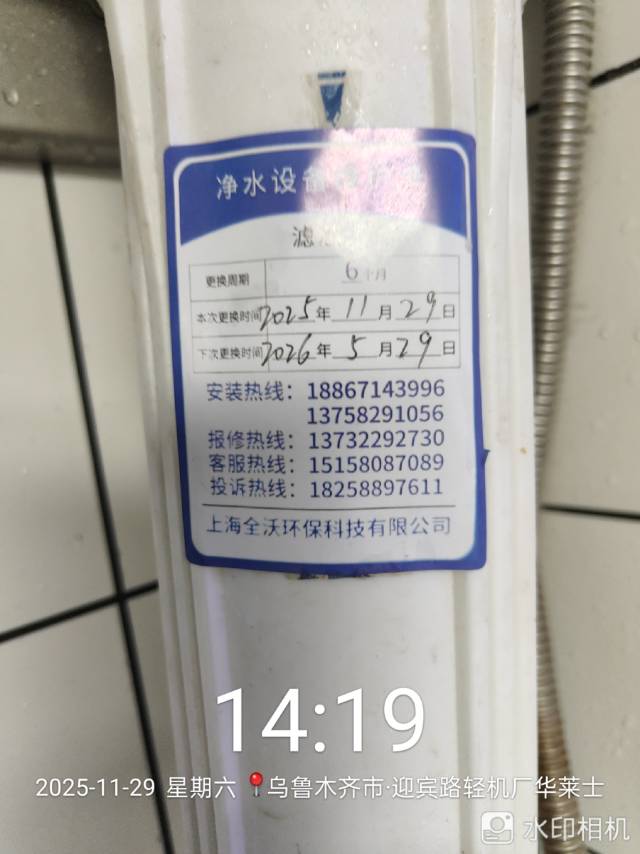 净水设备
滤
更换周期 6个月
本次更换时间 2025年 11月 29日
下次更换时间 2026年 5月 29日
安装热线：18867143996
13758291056
报修热线：13732292730
客服热线：15158087089
投诉热线：18258897611
上海全沃环保科技有限公司
14:19
2025-11-29 星期六 乌鲁木齐市·迎宾路轻机厂华莱士
水印相机